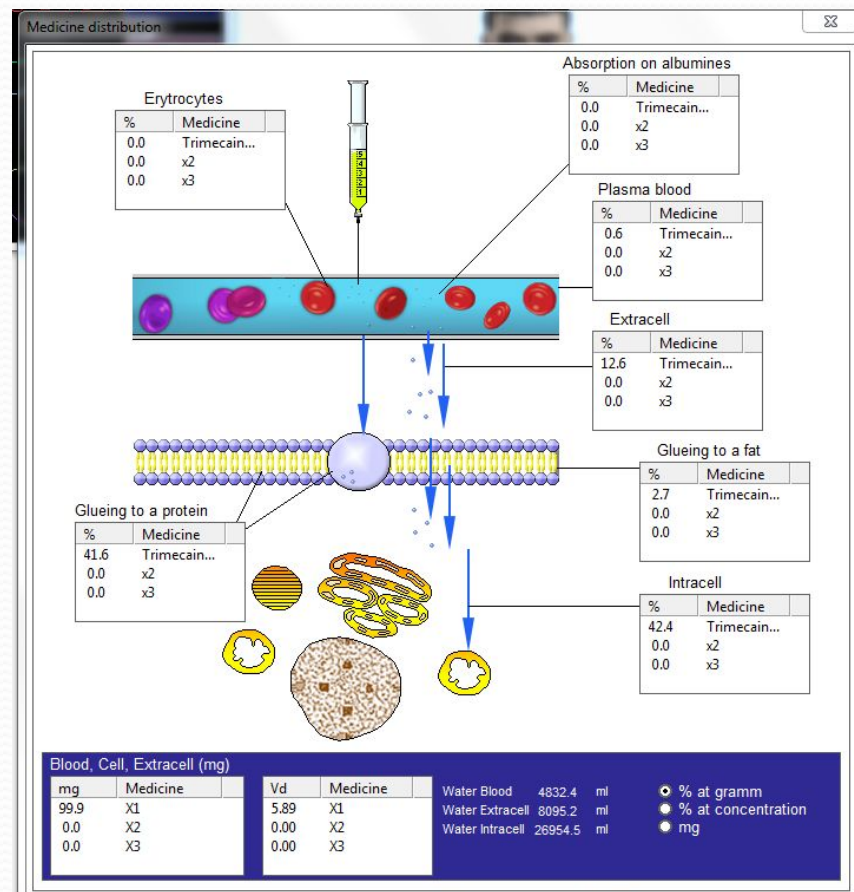 Medicine distribution
Absorption on albumines
% Medicine
0.0 Trimecain...
0.0 x2
0.0 x3
Erytrocytes
% Medicine
0.0 Trimecain...
0.0 x2
0.0 x3
5
4
3
2
1
Plasma blood
% Medicine
0.6 Trimecain...
0.0 x2
0.0 x3
Extracell
% Medicine
12.6 Trimecain...
0.0 x2
0.0 x3
Glueing to a fat
% Medicine
2.7 Trimecain...
0.0 x2
0.0 x3
Glueing to a protein
% Medicine
41.6 Trimecain...
0.0 x2
0.0 x3
Intracell
% Medicine
42.4 Trimecain...
0.0 x2
0.0 x3
Blood, Cell, Extracell (mg)
mg Medicine
99.9 X1
0.0 X2
0.0 X3
Vd Medicine
5.89 X1
0.00 X2
0.00 X3
Water Blood 4832.4 ml
Water Extracell 8095.2 ml
Water Intracell 26954.5 ml
% at gramm
% at concentration
mg